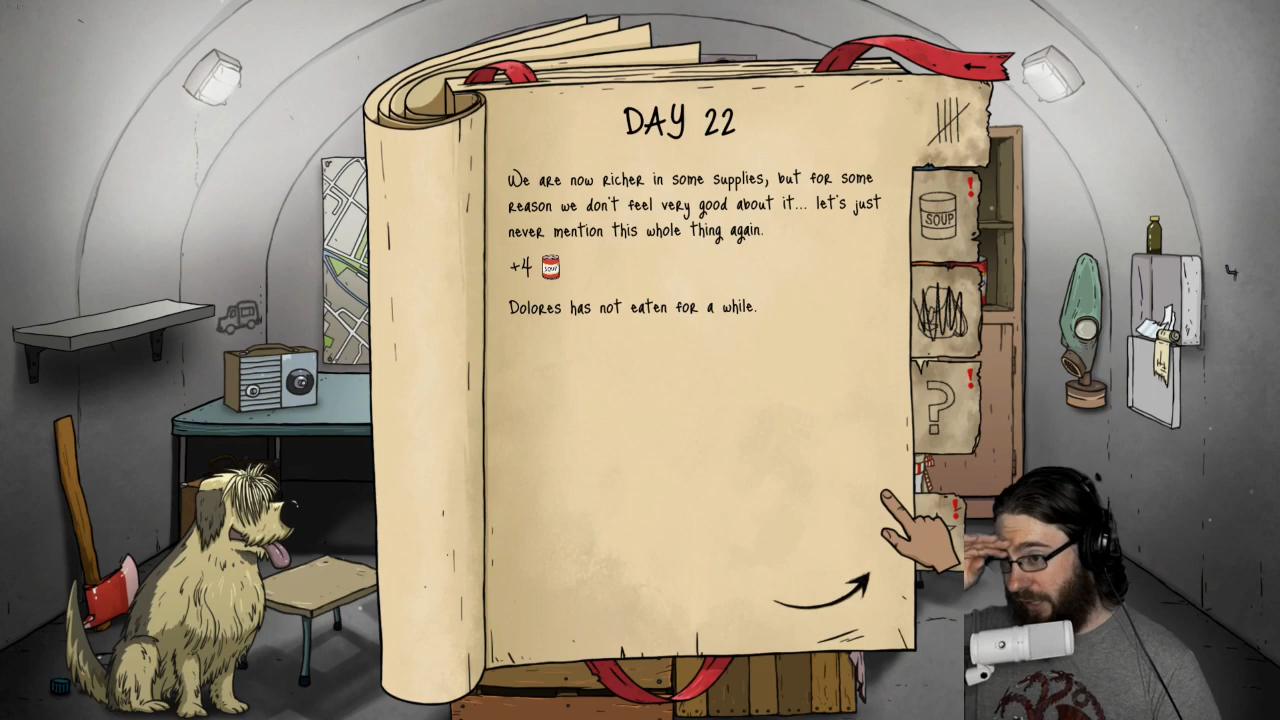 DAY 22
We are now richer in some supplies, but for some
reason we don't feel very good about it... let's just
never mention this whole thing again.
+4 SOUP
Dolores has not eaten for a while.
SOUP
!
?
!
!